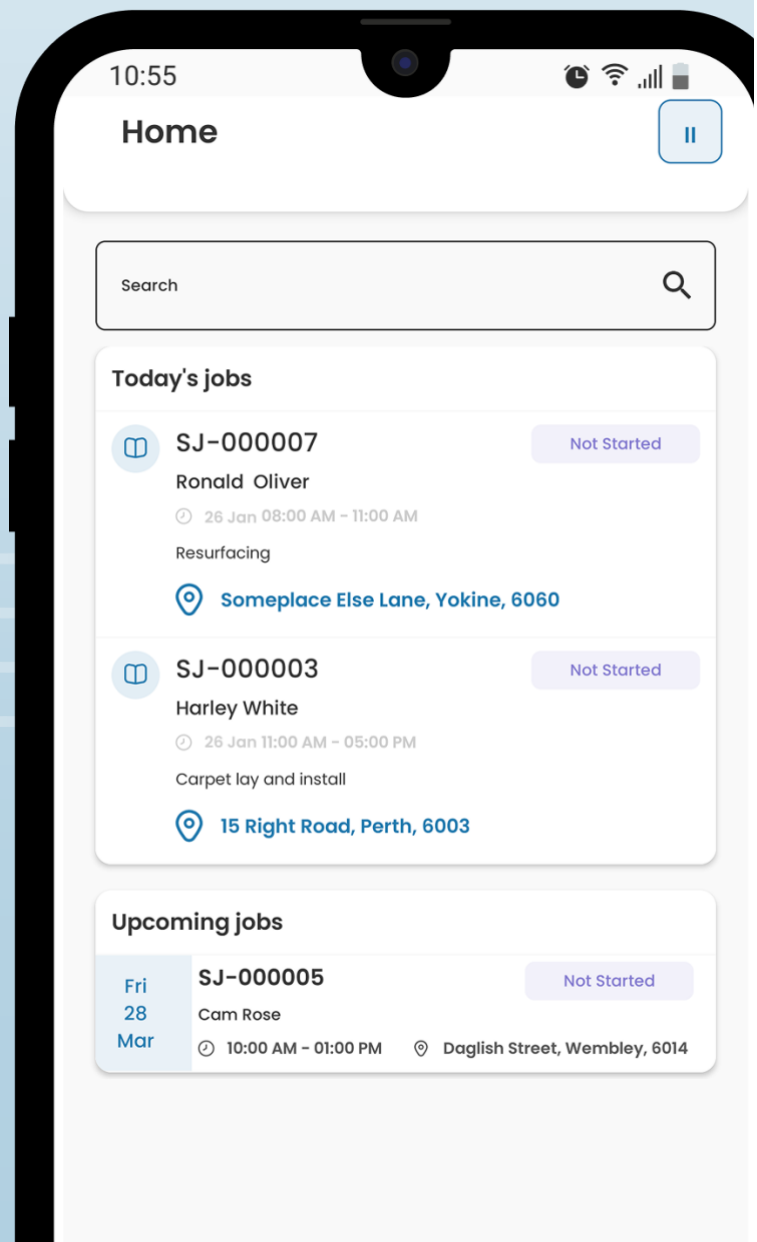 10:55
Home
Search
Today's jobs
SJ-000007
Not Started
Ronald Oliver
26 Jan 08:00 AM - 11:00 AM
Resurfacing
Someplace Else Lane, Yokine, 6060
SJ-000003
Not Started
Harley White
26 Jan 11:00 AM - 05:00 PM
Carpet lay and install
15 Right Road, Perth, 6003
Upcoming jobs
Fri
28
Mar
SJ-000005
Not Started
Cam Rose
10:00 AM - 01:00 PM Daglish Street, Wembley, 6014